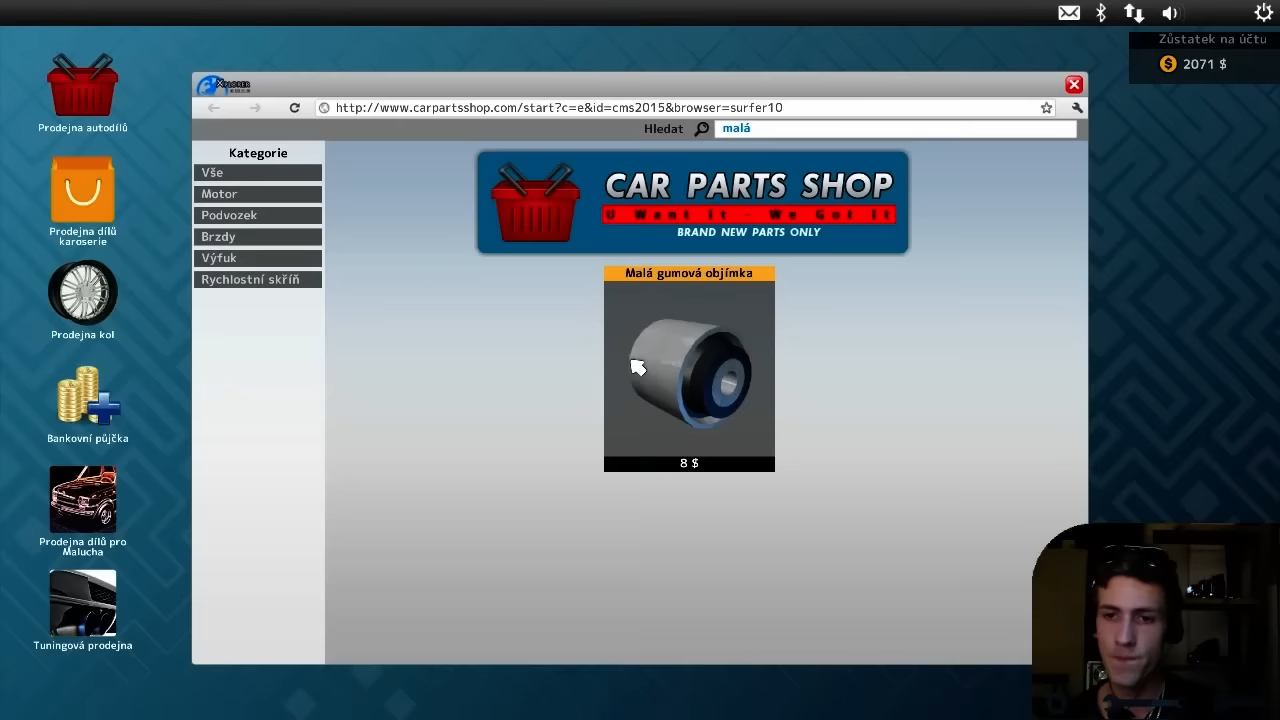 Zůstatek na účtu
2071 $
Prodejna autodílů
Prodejna dílů
karoserie
Prodejna kol
Bankovní půjčka
Prodejna dílů pro
Malucha
Tuningová prodejna
http://www.carpartsshop.com/start?c=e&id=cms2015&browser=surfer10
Hledat
malá
Kategorie
Vše
Motor
Podvozek
Brzdy
Výfuk
Rychlostní skříň
CAR PARTS SHOP
U Want It - We Got It
BRAND NEW PARTS ONLY
Malá gumová objímka
8 $